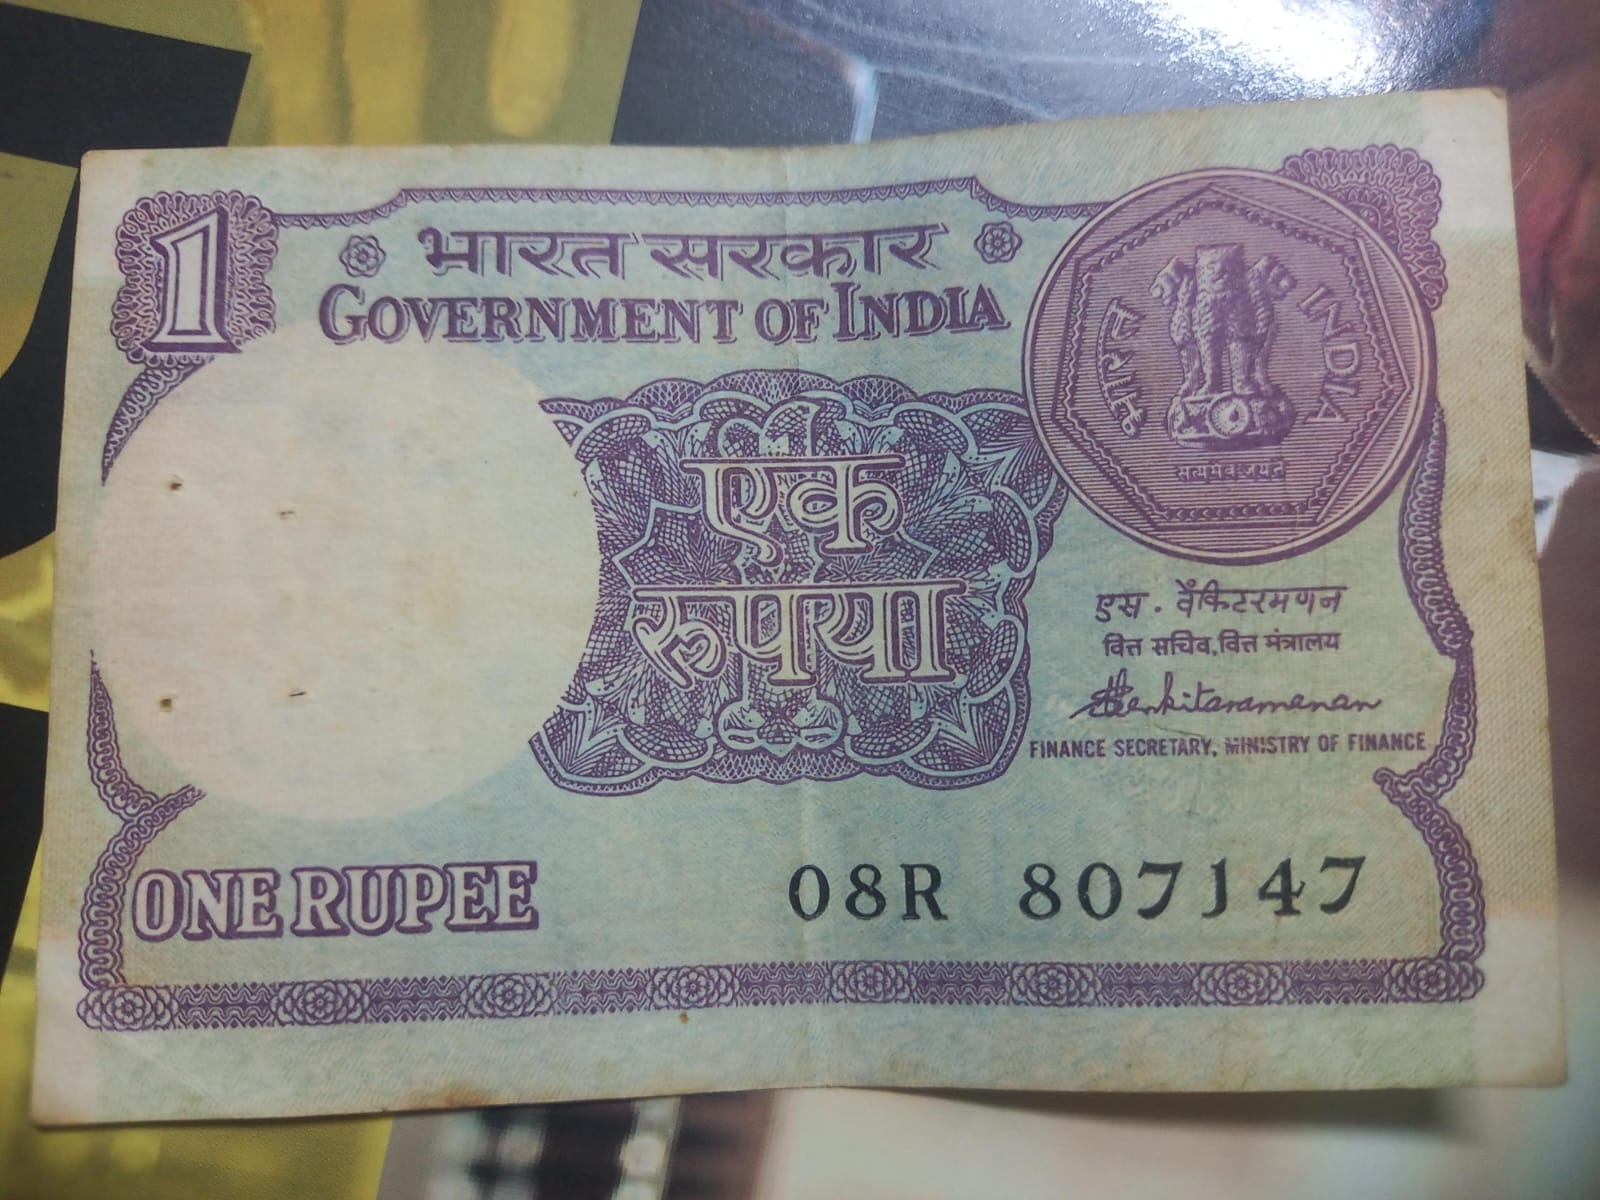 1
भारत सरकार
GOVERNMENT OF INDIA
भारत
INDIA
सत्यमेव जयते
एक
रुपया
एस. वेंकिटरमणन
वित्त सचिव, वित्त मंत्रालय
SVenkitaramanan
FINANCE SECRETARY, MINISTRY OF FINANCE
ONE RUPEE
08R 807147